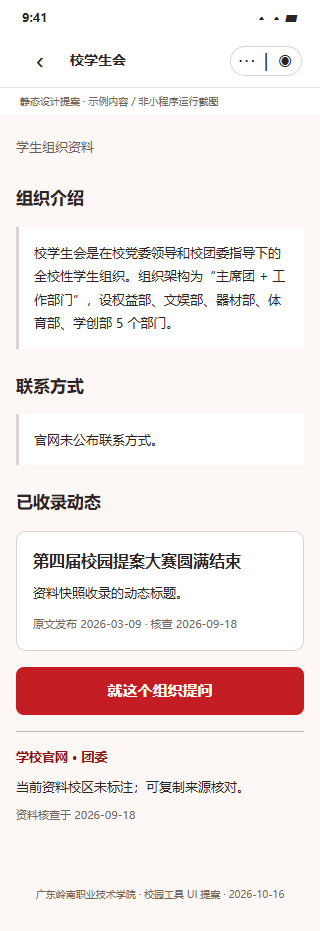 9:41
校学生会
静态设计提案 · 示例内容 / 非小程序运行截图
学生组织资料
组织介绍
校学生会是在校党委领导和校团委指导下的
全校性学生组织。组织架构为“主席团 + 工
作部门”，设权益部、文娱部、器材部、体
育部、学创部 5 个部门。
联系方式
官网未公布联系方式。
已收录动态
第四届校园提案大赛圆满结束
资料快照收录的动态标题。
原文发布 2026-03-09 · 核查 2026-09-18
就这个组织提问
学校官网 • 团委
当前资料校区未标注；可复制来源核对。
资料核查于 2026-09-18
广东岭南职业技术学院 · 校园工具 UI 提案 · 2026-10-16